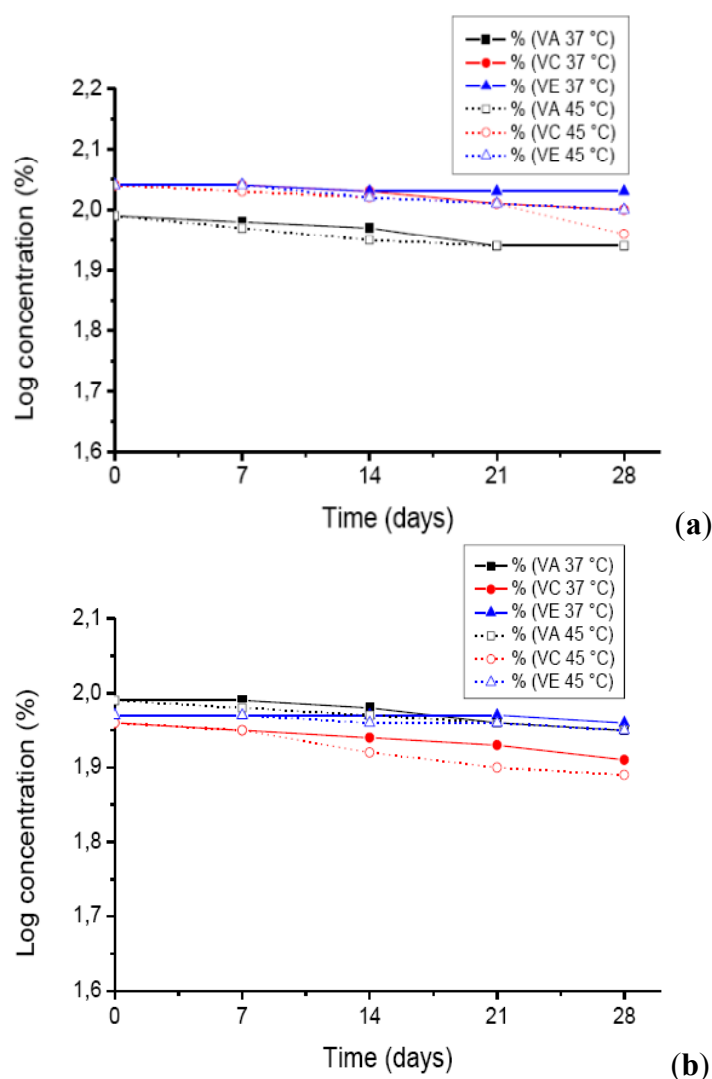 % (VA 37 °C)
% (VC 37 °C)
% (VE 37 °C)
% (VA 45 °C)
% (VC 45 °C)
% (VE 45 °C)
2,2
2,1
2,0
1,9
1,8
1,7
1,6
Log concentration (%)
0 7 14 21 28
Time (days)
(a)
% (VA 37 °C)
% (VC 37 °C)
% (VE 37 °C)
% (VA 45 °C)
% (VC 45 °C)
% (VE 45 °C)
2,1
2,0
1,9
1,8
1,7
1,6
Log concentration (%)
0 7 14 21 28
Time (days)
(b)